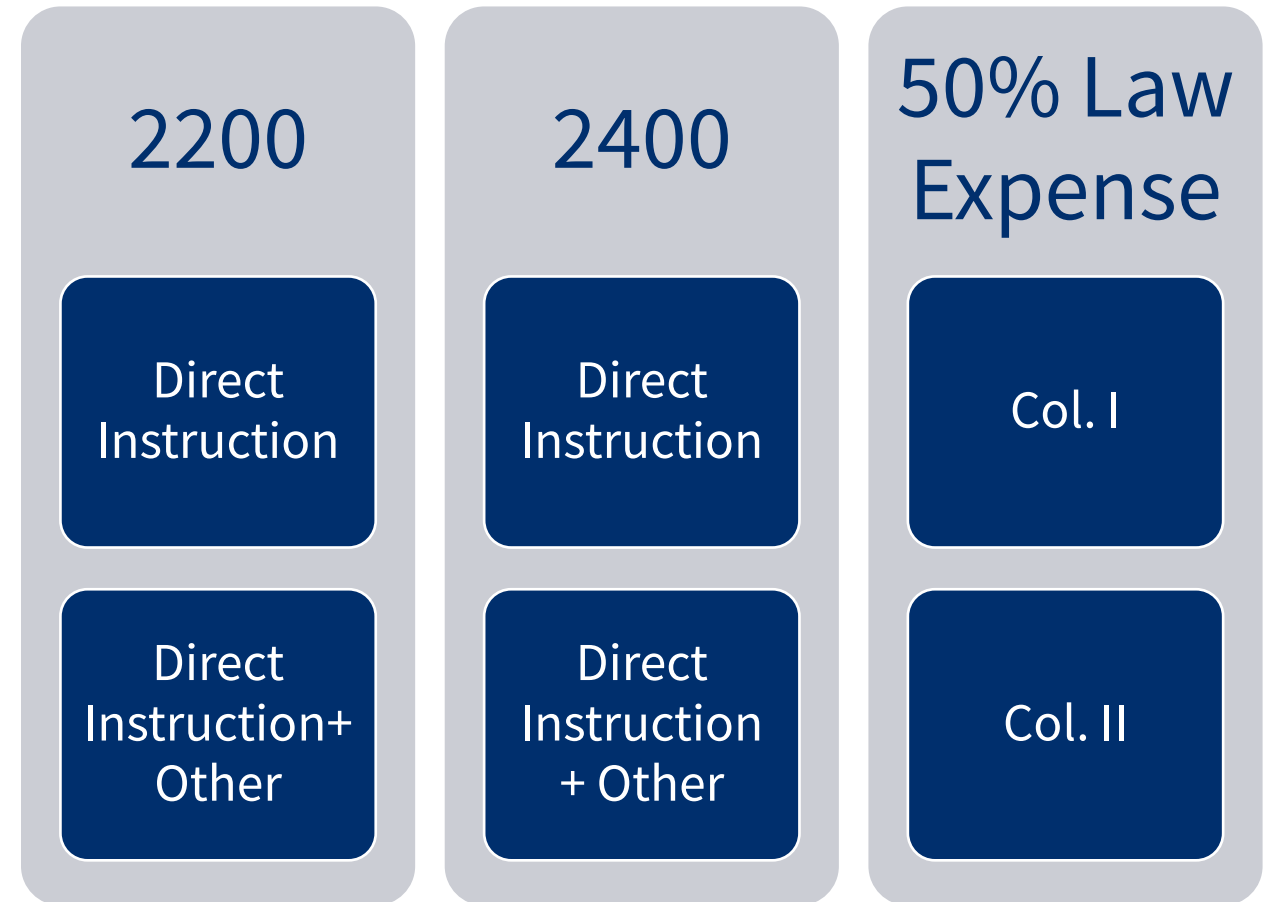 2200
Direct
Instruction
Direct
Instruction+
Other
2400
Direct
Instruction
Direct
Instruction
+ Other
50% Law
Expense
Col. I
Col. II